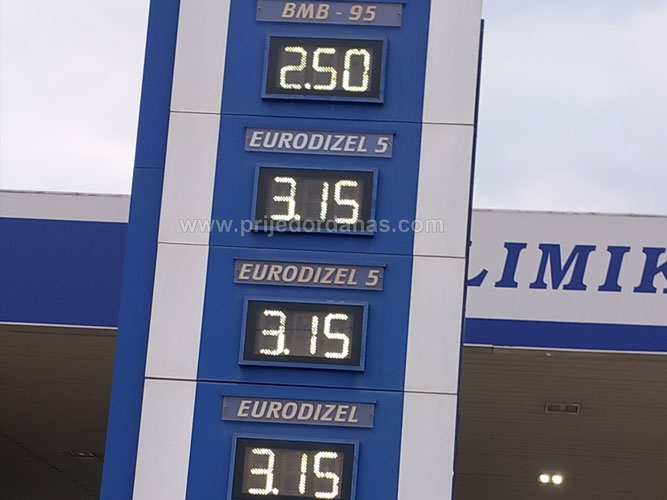 BMB - 95
2.50
EURODIZEL 5
3.15
www.prijedordanas.com
EURODIZEL 5
3.15
EURODIZEL
3.15
LIMIK